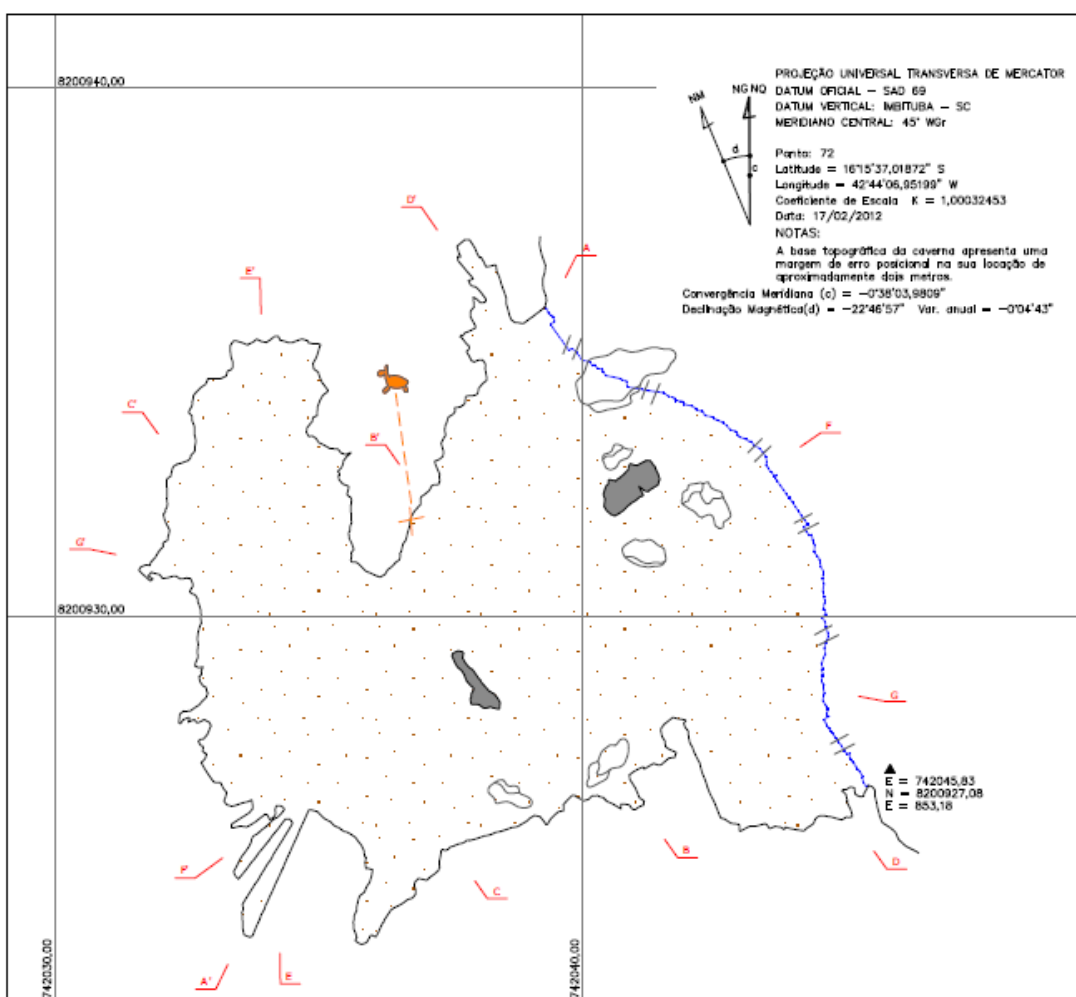 8200940,00
PROJEÇÃO UNIVERSAL TRANSVERSA DE MERCATOR
NM
NG NQ
DATUM OFICIAL – SAD 69
DATUM VERTICAL: IMBITUBA – SC
MERIDIANO CENTRAL: 45° WGr
d
c
Ponto: 72
Latitude = 16°15'37,01872" S
Longitude = 42°44'06,95199" W
Coeficiente de Escala K = 1,00032453
Data: 17/02/2012
NOTAS:
A base topográfica da caverna apresenta uma
margem de erro posicional na sua locação de
aproximadamente dois metros.
Convergência Meridiana (c) = –0°38'03,9809"
Declinação Magnética(d) = –22°46'57" Var. anual = –0°04'43"
D'
A
E'
C'
B'
F
G'
8200930,00
G
E = 742045,83
N = 8200927,08
E = 853,18
F'
B
D
C
A'
E
742030,00
742040,00